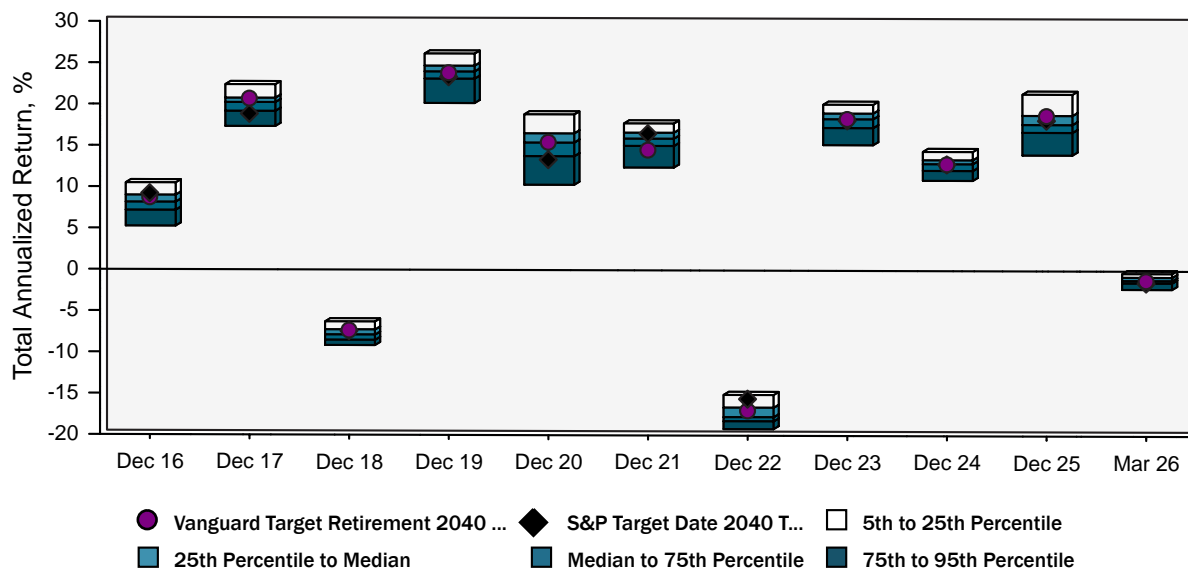 30
25
20
15
10
5
0
-5
-10
-15
-20
Total Annualized Return, %
Dec 16 Dec 17 Dec 18 Dec 19 Dec 20 Dec 21 Dec 22 Dec 23 Dec 24 Dec 25 Mar 26
Vanguard Target Retirement 2040 ... S&P Target Date 2040 T... 5th to 25th Percentile
25th Percentile to Median Median to 75th Percentile 75th to 95th Percentile